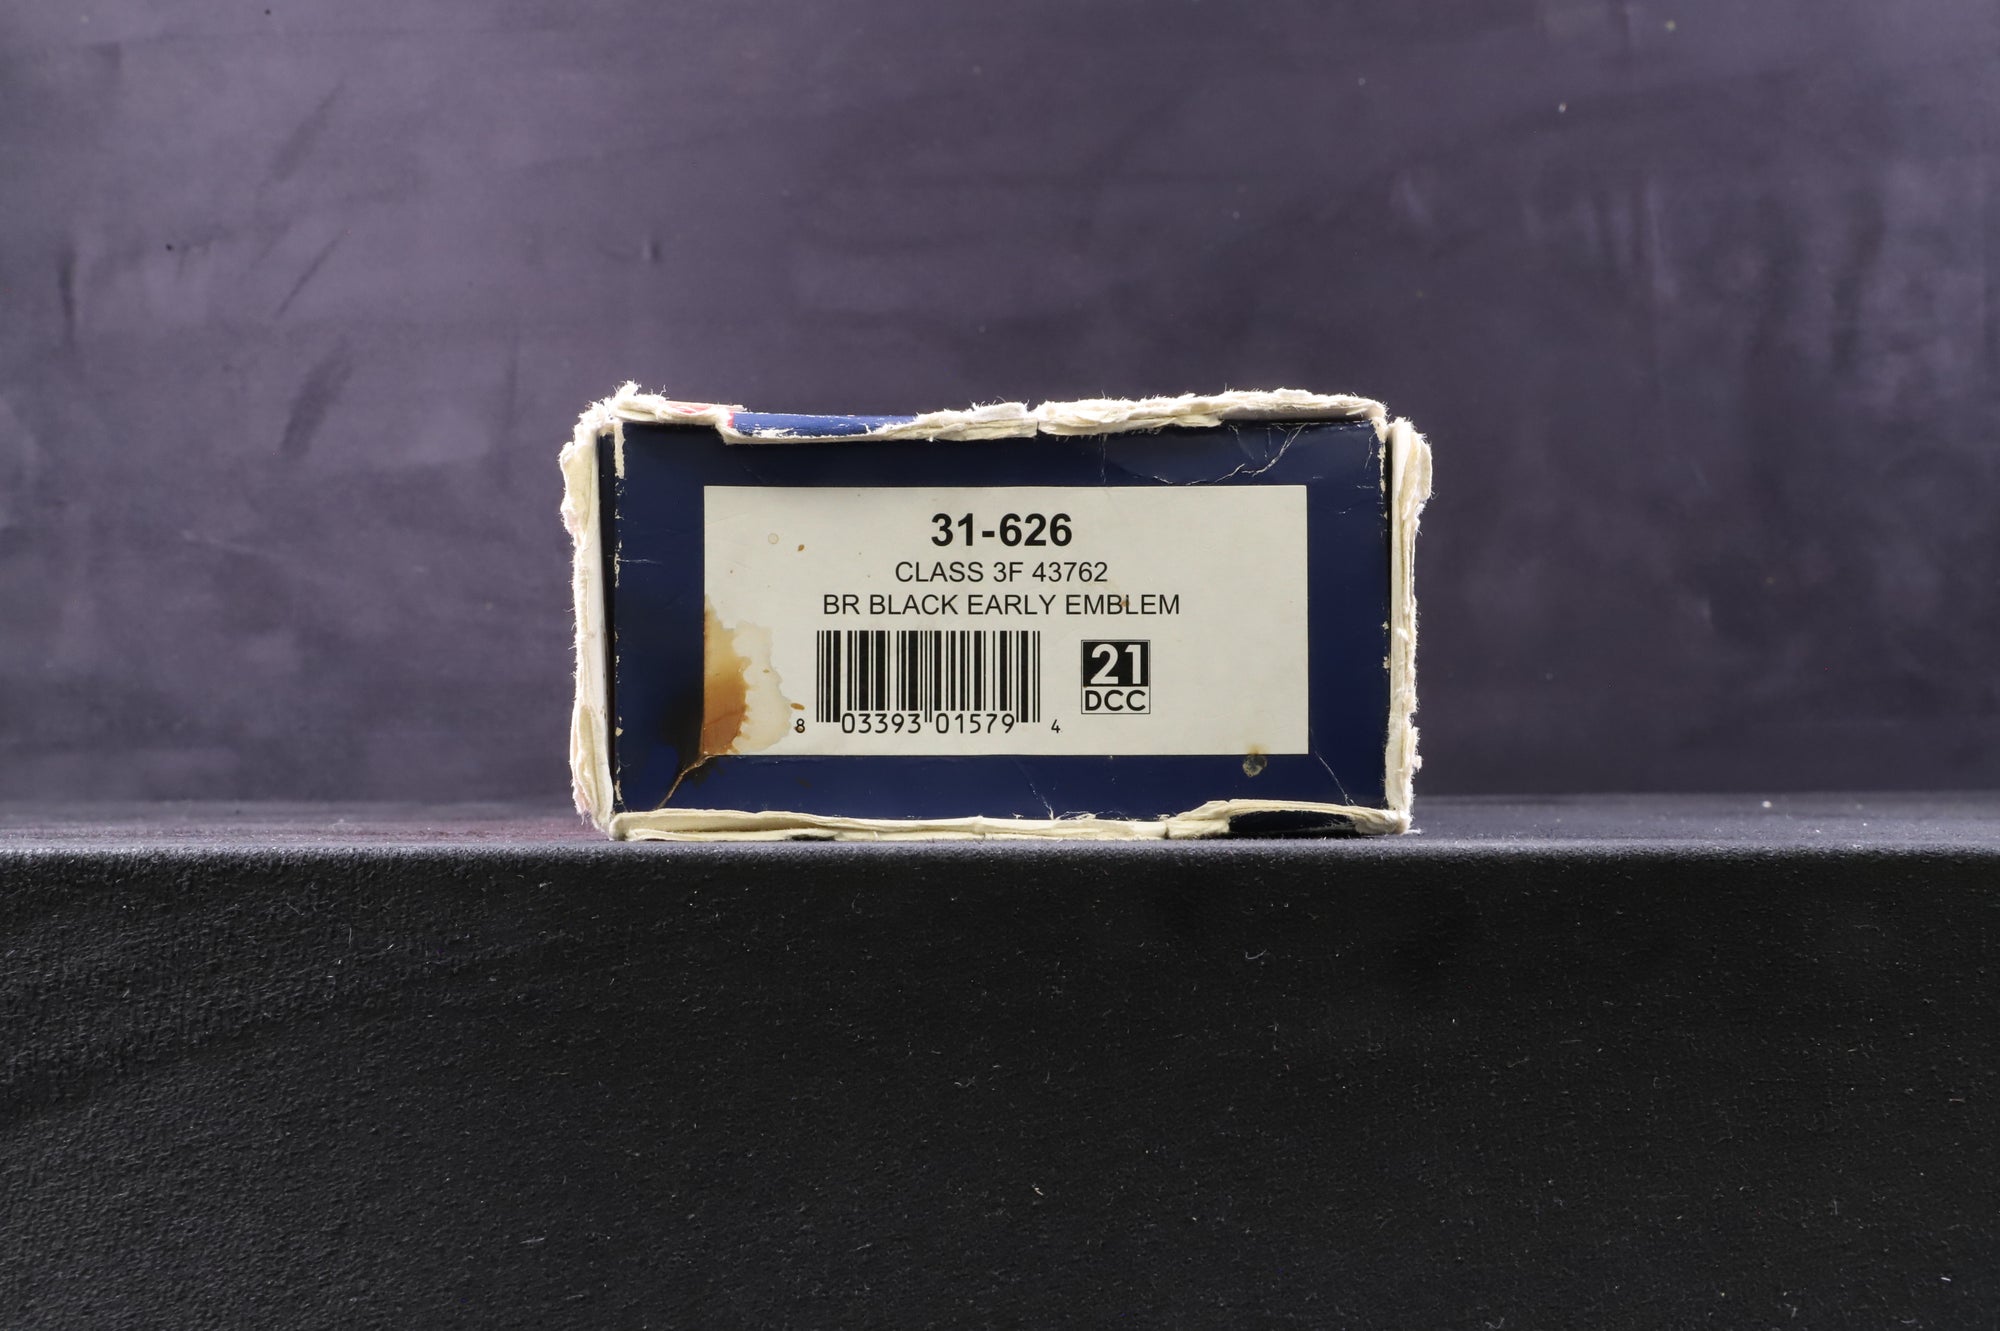 31-626
CLASS 3F 43762
BR BLACK EARLY EMBLEM
8 03393 01579 4
21
DCC